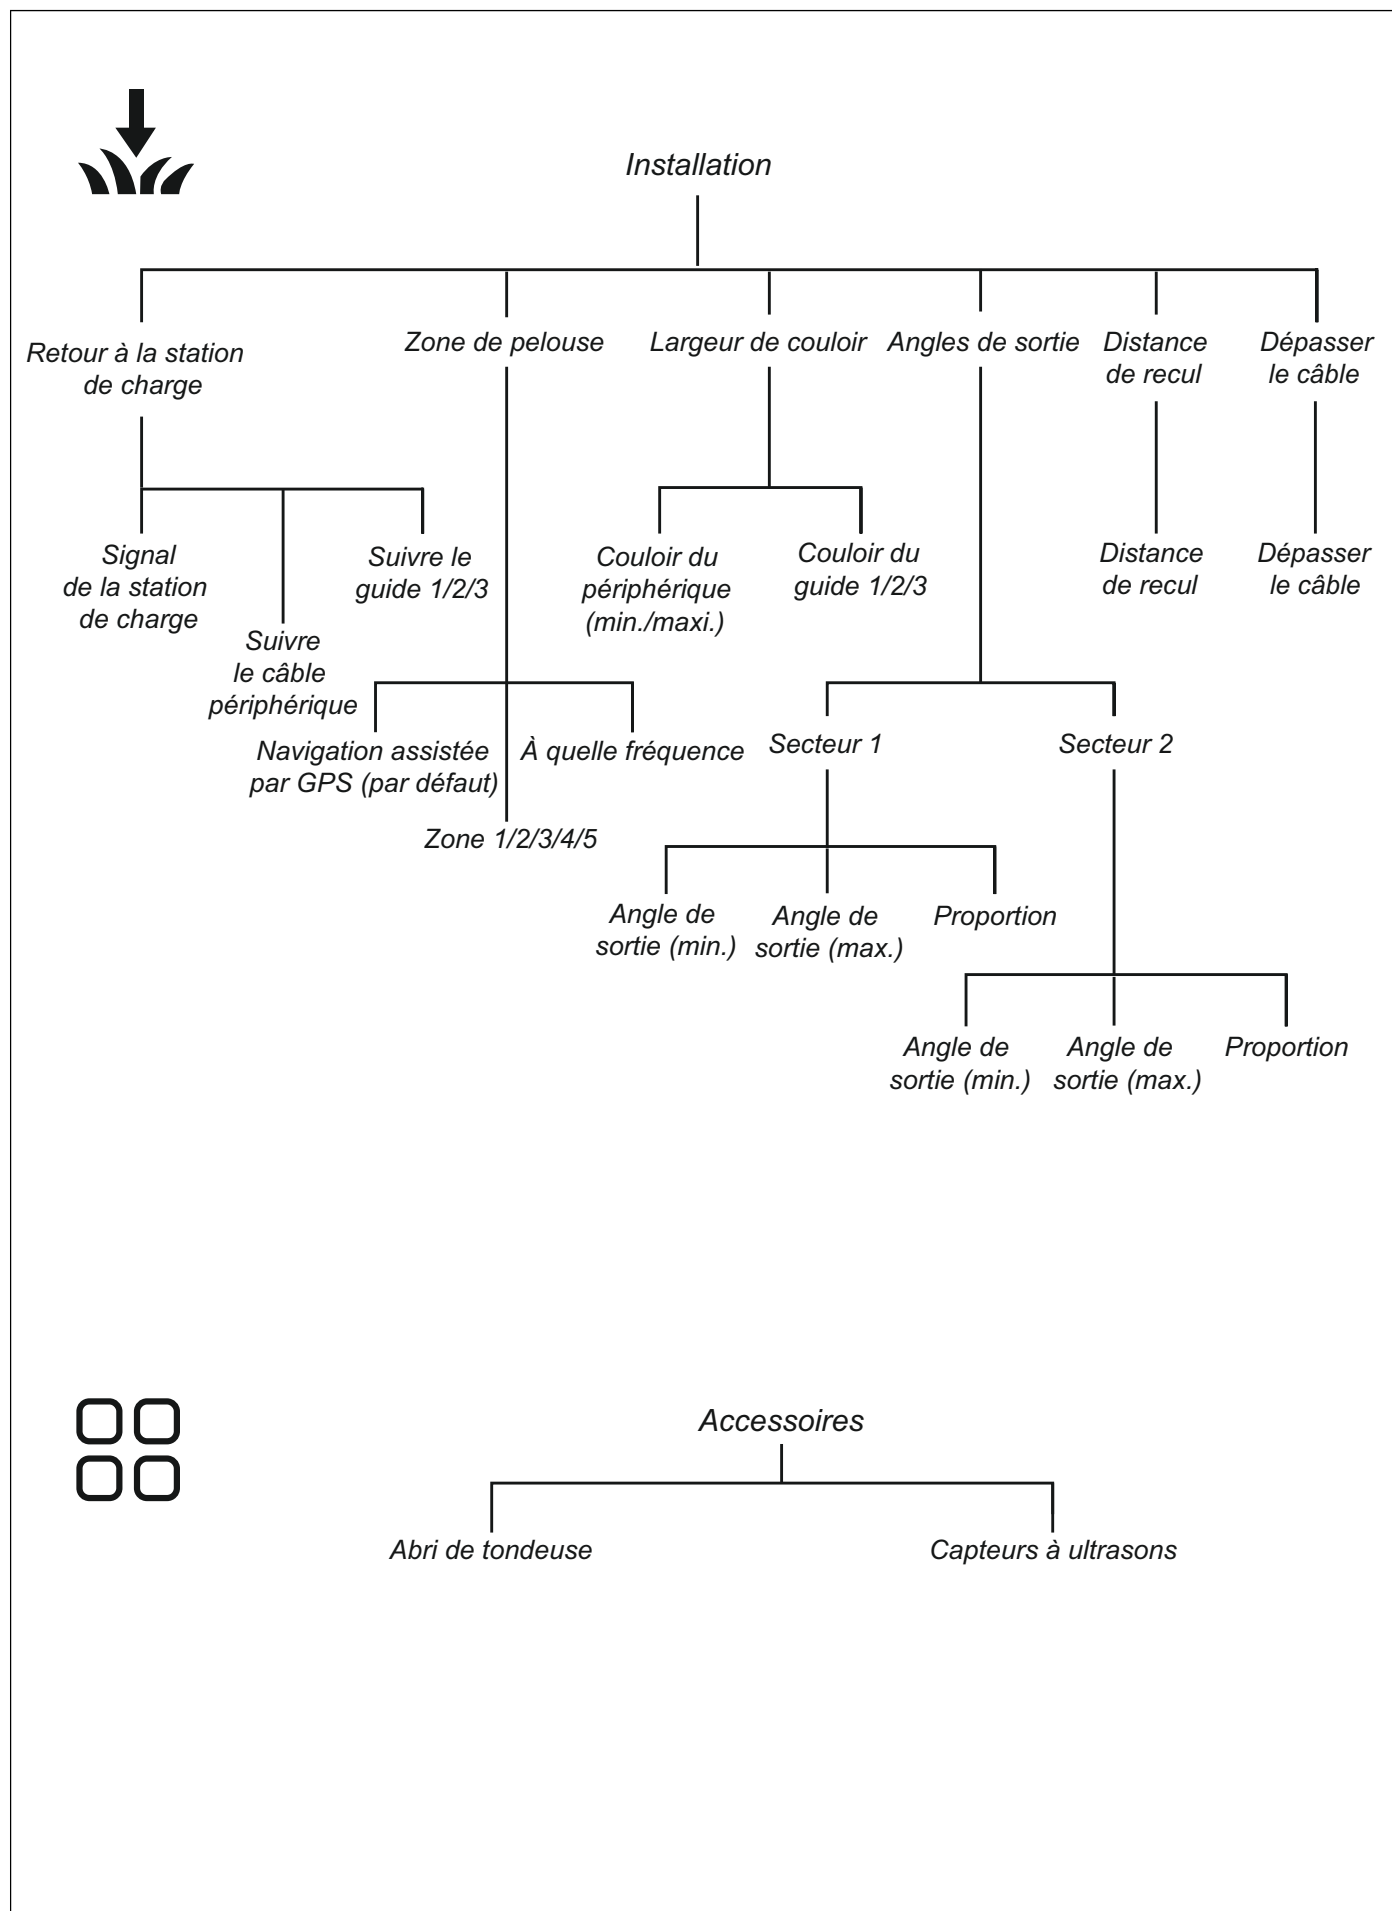 Installation
Retour à la station
de charge
Zone de pelouse
Largeur de couloir
Angles de sortie
Distance
de recul
Dépasser
le câble
Signal
de la station
de charge
Suivre
le câble
périphérique
Suivre le
guide 1/2/3
Couloir du
périphérique
(min./maxi.)
Couloir du
guide 1/2/3
Distance
de recul
Dépasser
le câble
Navigation assistée
par GPS (par défaut)
À quelle fréquence
Zone 1/2/3/4/5
Secteur 1
Secteur 2
Angle de
sortie (min.)
Angle de
sortie (max.)
Proportion
Angle de
sortie (min.)
Angle de
sortie (max.)
Proportion
Accessoires
Abri de tondeuse
Capteurs à ultrasons